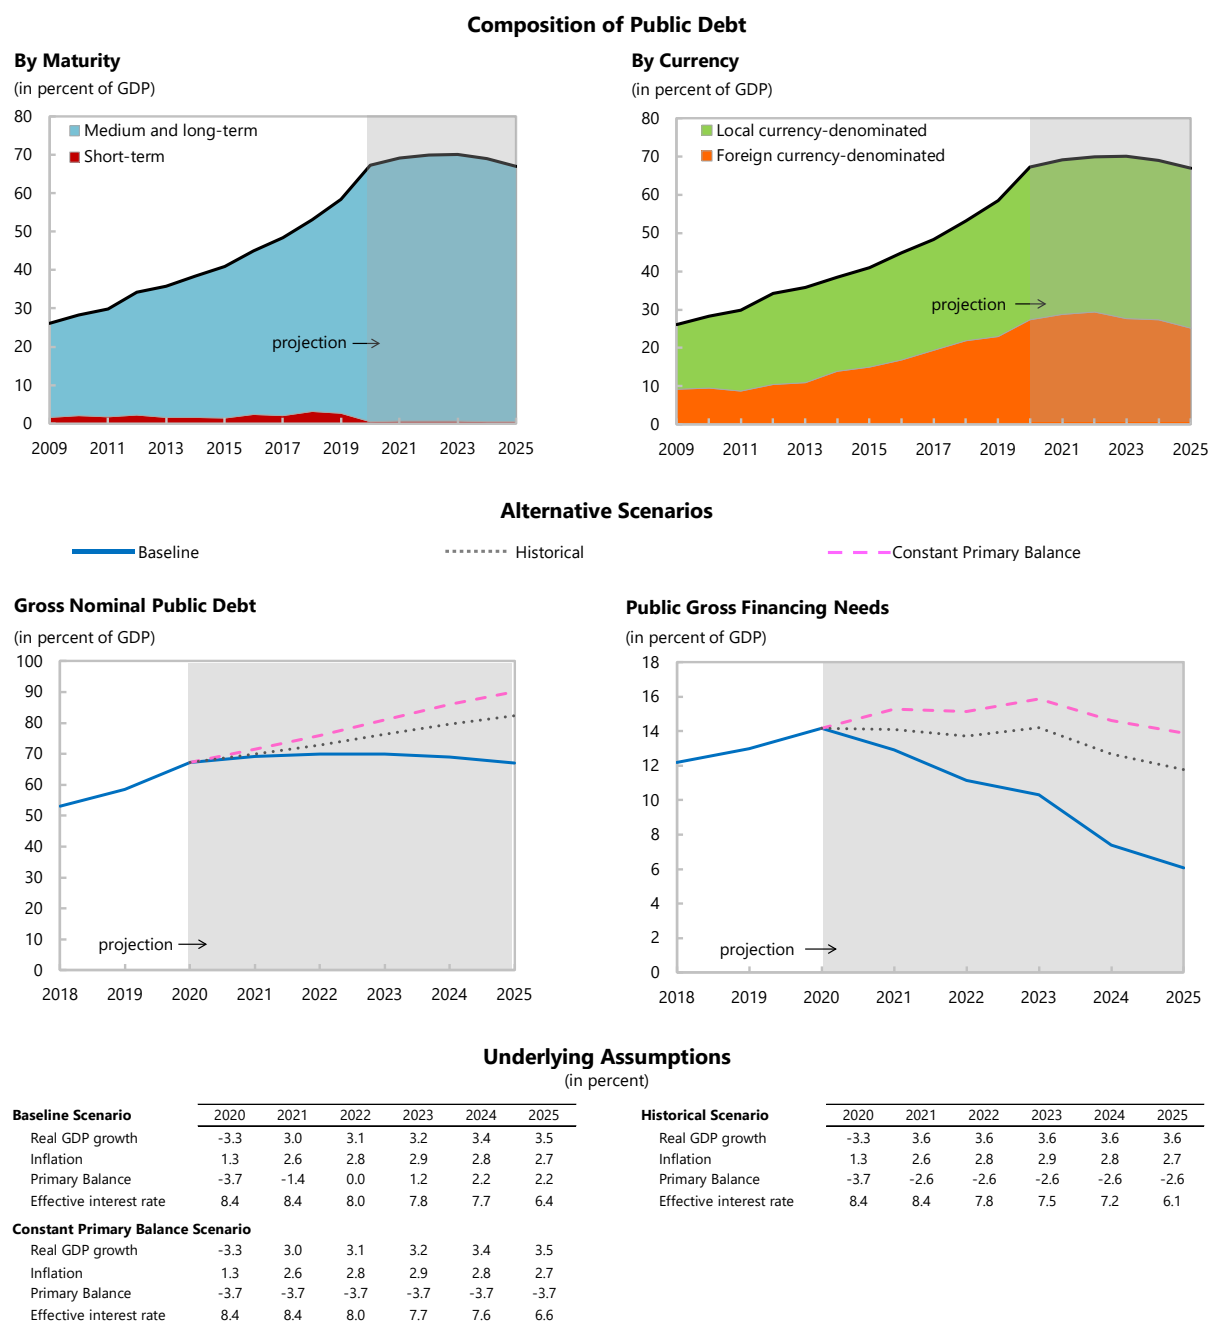 Composition of Public Debt
By Maturity
(in percent of GDP)
80
70
60
50
40
30
20
10
0
Medium and long-term
Short-term
projection
2009 2011 2013 2015 2017 2019 2021 2023 2025
By Currency
(in percent of GDP)
80
70
60
50
40
30
20
10
0
Local currency-denominated
Foreign currency-denominated
projection
2009 2011 2013 2015 2017 2019 2021 2023 2025
Alternative Scenarios
Baseline Historical Constant Primary Balance
Gross Nominal Public Debt
(in percent of GDP)
100
90
80
70
60
50
40
30
20
10
0
projection
2018 2019 2020 2021 2022 2023 2024 2025
Public Gross Financing Needs
(in percent of GDP)
18
16
14
12
10
8
6
4
2
0
projection
2018 2019 2020 2021 2022 2023 2024 2025
Underlying Assumptions
(in percent)
Baseline Scenario 2020 2021 2022 2023 2024 2025
Real GDP growth -3.3 3.0 3.1 3.2 3.4 3.5
Inflation 1.3 2.6 2.8 2.9 2.8 2.7
Primary Balance -3.7 -1.4 0.0 1.2 2.2 2.2
Effective interest rate 8.4 8.4 8.0 7.8 7.7 6.4
Constant Primary Balance Scenario
Real GDP growth -3.3 3.0 3.1 3.2 3.4 3.5
Inflation 1.3 2.6 2.8 2.9 2.8 2.7
Primary Balance -3.7 -3.7 -3.7 -3.7 -3.7 -3.7
Effective interest rate 8.4 8.4 8.0 7.7 7.6 6.6
Historical Scenario 2020 2021 2022 2023 2024 2025
Real GDP growth -3.3 3.6 3.6 3.6 3.6 3.6
Inflation 1.3 2.6 2.8 2.9 2.8 2.7
Primary Balance -3.7 -2.6 -2.6 -2.6 -2.6 -2.6
Effective interest rate 8.4 8.4 7.8 7.5 7.2 6.1